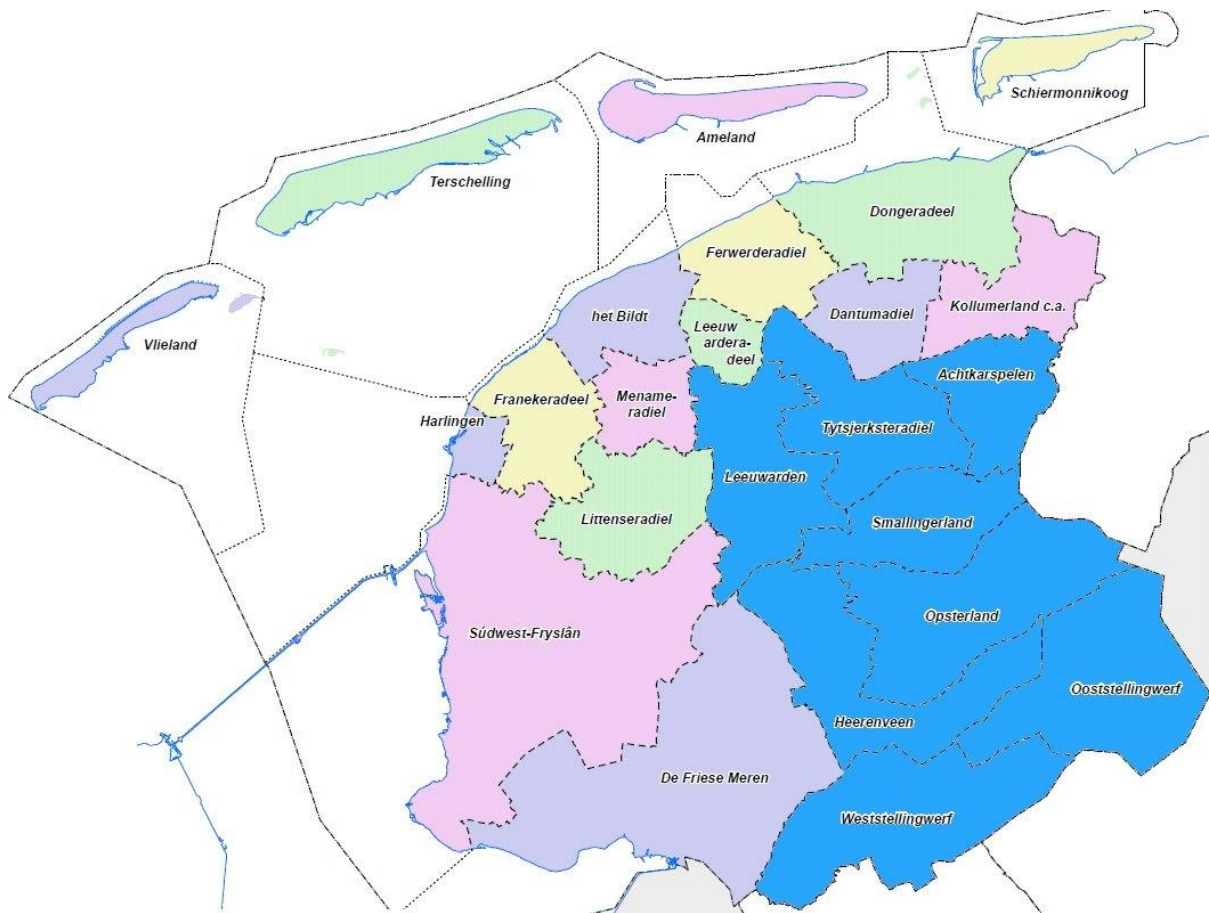 Schiermonnikoog
Ameland
Terschelling
Dongeradeel
Ferwerderadiel
Kollumerland c.a.
het Bildt
Dantumadiel
Leeuw
ardera-
deel
Vlieland
Achtkarspelen
Franekeradeel
Mename-
radiel
Harlingen
Tytsjerksteradiel
Leeuwarden
Littenseradiel
Smallingerland
Opsterland
Súdwest-Fryslân
Ooststellingwerf
Heerenveen
De Friese Meren
Weststellingwerf